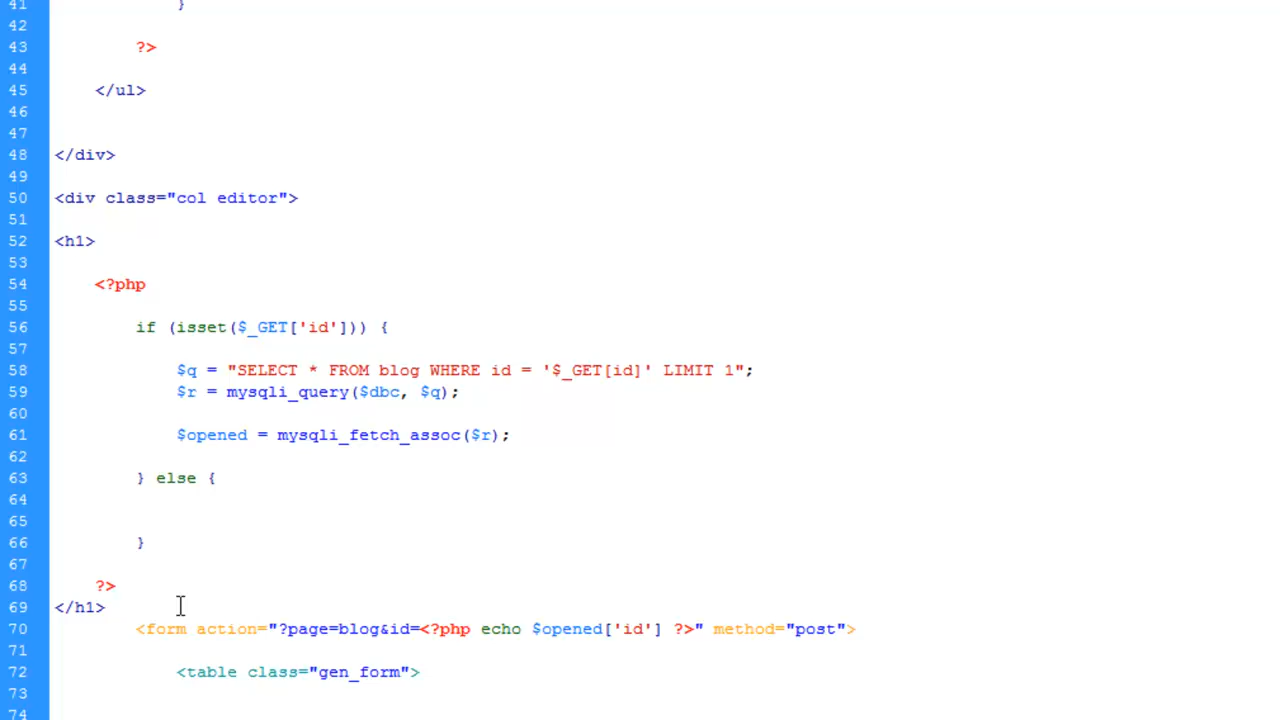 41 }
42
43 ?>
44
45 </ul>
46
47
48 </div>
49
50 <div class="col editor">
51
52 <h1>
53
54 <?php
55
56 if (isset($_GET['id'])) {
57
58 $q = "SELECT * FROM blog WHERE id = '$_GET[id]' LIMIT 1";
59 $r = mysqli_query($dbc, $q);
60
61 $opened = mysqli_fetch_assoc($r);
62
63 } else {
64
65
66 }
67
68 ?>
69 </h1>
70 <form action="?page=blog&id=<?php echo $opened['id'] ?>" method="post">
71
72 <table class="gen_form">
73
74